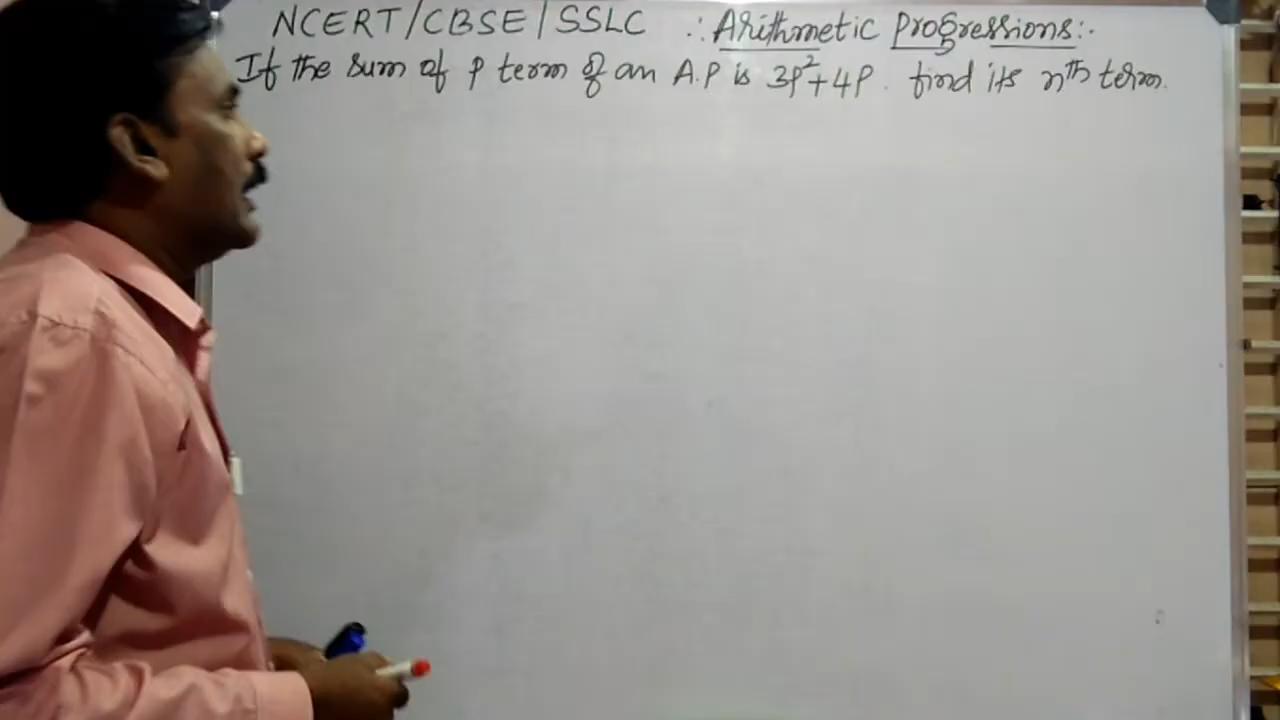 NCERT/CBSE/SSLC ∴ Arithmetic progressions:-
If the sum of p term of an A.P is 3p²+4p. find its nth term.